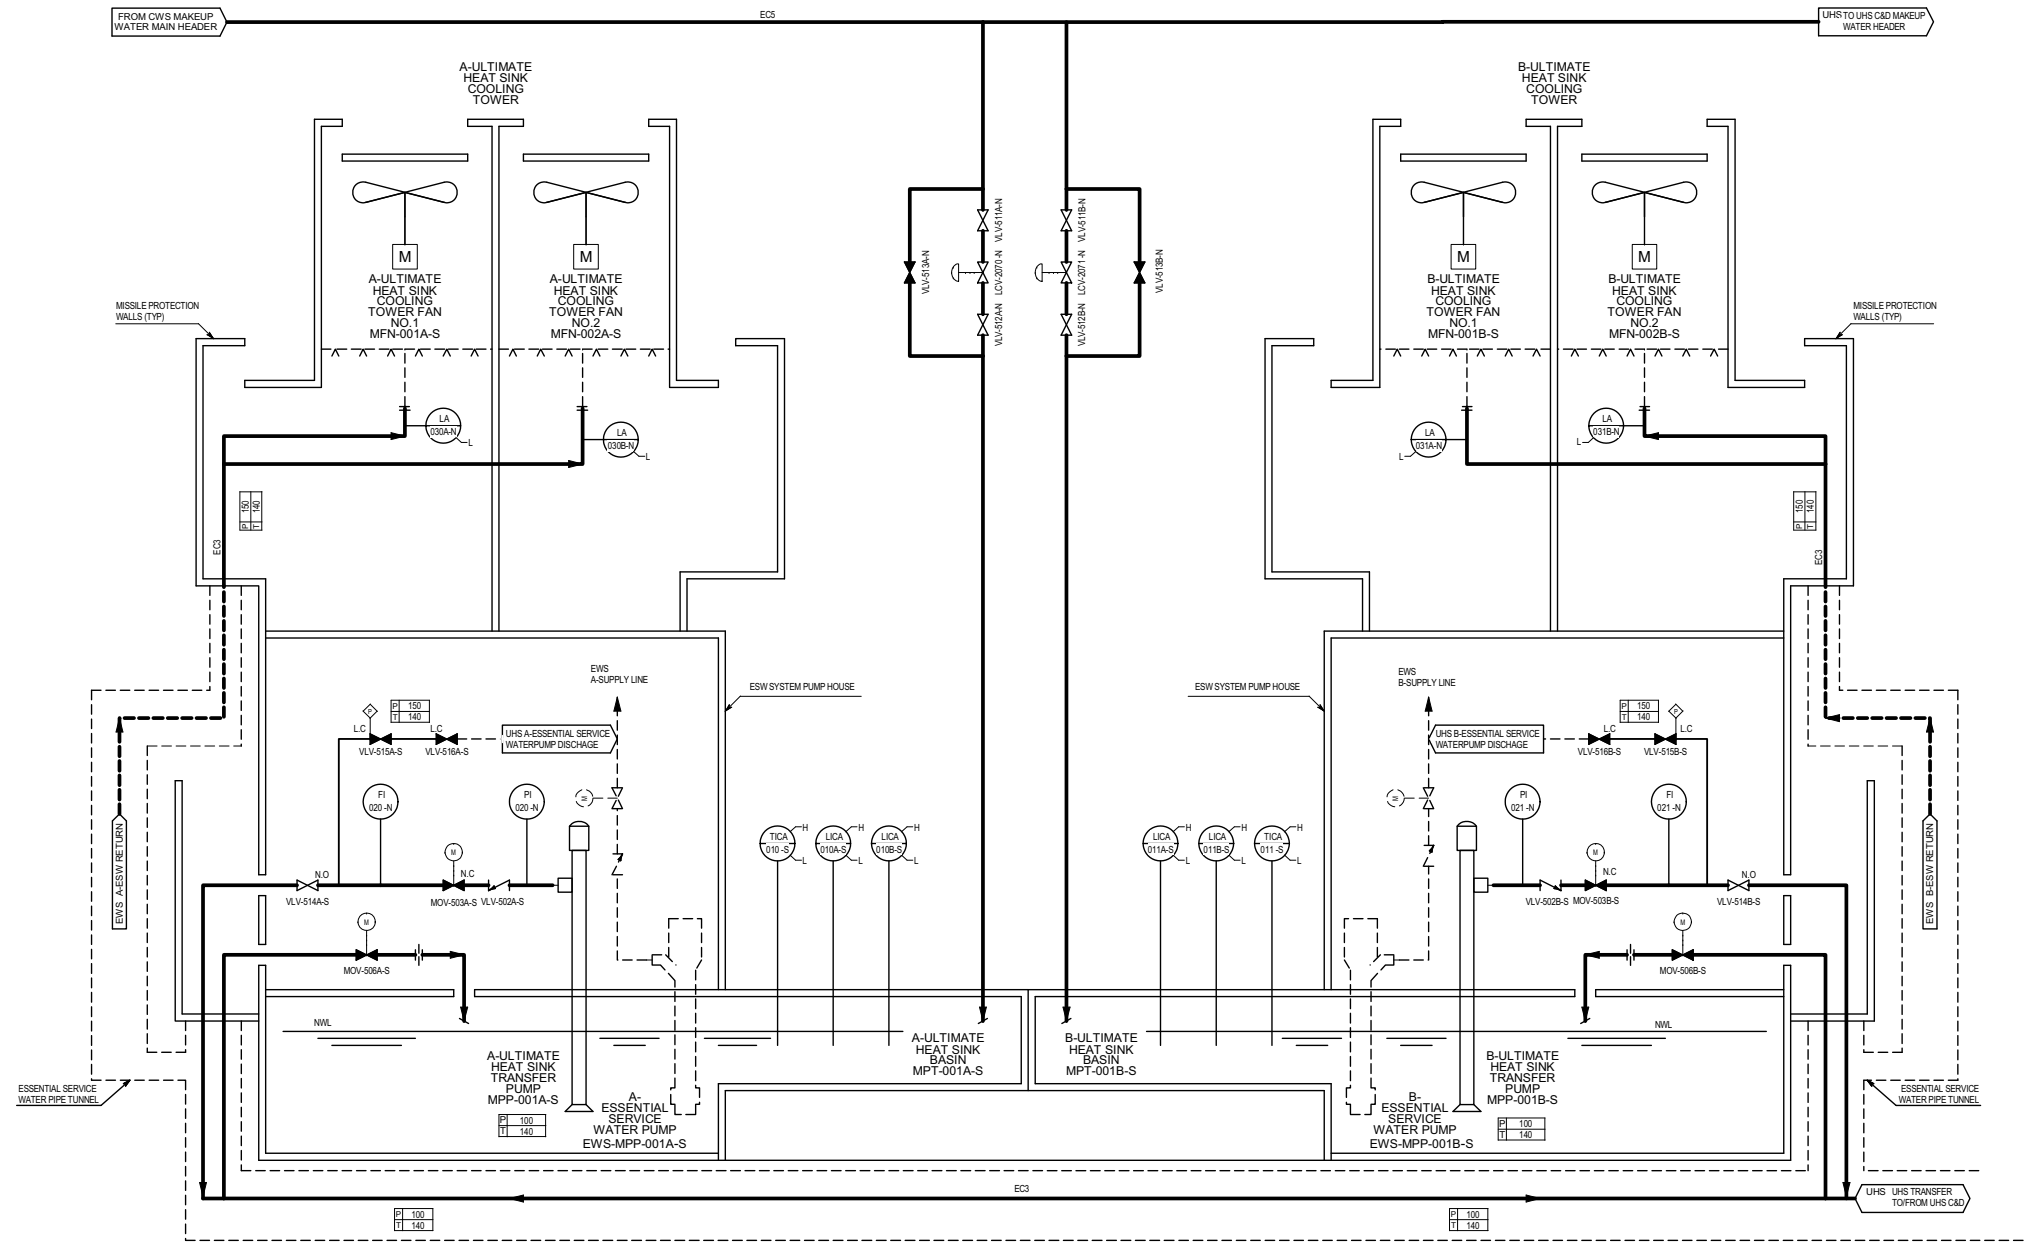 FROM CWS MAKEUP
WATER MAIN HEADER
EC5
UHS TO UHS C&D MAKEUP
WATER HEADER
A-ULTIMATE
HEAT SINK
COOLING
TOWER
B-ULTIMATE
HEAT SINK
COOLING
TOWER
M
M
M
M
A-ULTIMATE
HEAT SINK
COOLING
TOWER FAN
NO.1
MFN-001A-S
A-ULTIMATE
HEAT SINK
COOLING
TOWER FAN
NO.2
MFN-002A-S
VLV-513A-N
VLV-511A-N
LCV-2070 -N
VLV-512A-N
VLV-511B-N
LCV-2071 -N
VLV-512B-N
VLV-513B-N
B-ULTIMATE
HEAT SINK
COOLING
TOWER FAN
NO.1
MFN-001B-S
B-ULTIMATE
HEAT SINK
COOLING
TOWER FAN
NO.2
MFN-002B-S
MISSILE PROTECTION
WALLS (TYP)
MISSILE PROTECTION
WALLS (TYP)
LA
030A-N
L
LA
030B-N
L
LA
031A-N
L
LA
031B-N
L
P 150
T 140
EC3
P 150
T 140
EC3
EWS
A-SUPPLY LINE
ESW SYSTEM PUMP HOUSE
ESW SYSTEM PUMP HOUSE
EWS
B-SUPPLY LINE
P
P 150
T 140
L.C
L.C
VLV-515A-S
VLV-516A-S
UHS A-ESSENTIAL SERVICE
WATERPUMP DISCHAGE
UHS B-ESSENTIAL SERVICE
WATERPUMP DISCHAGE
P 150
T 140
P
L.C
L.C
VLV-516B-S
VLV-515B-S
FI
020 -N
PI
020 -N
M
M
PI
021 -N
FI
021 -N
TICA
010 -S
H
L
LICA
010A-S
H
L
LICA
010B-S
H
L
LICA
011A-S
H
L
LICA
011B-S
H
L
TICA
011 -S
H
L
EWS A-ESW RETURN
EWS B-ESW RETURN
N.O
M
N.C
VLV-514A-S
MOV-503A-S
VLV-502A-S
M
N.C
N.O
VLV-502B-S
MOV-503B-S
VLV-514B-S
M
MOV-506A-S
M
MOV-506B-S
NWL
NWL
A-ULTIMATE
HEAT SINK
BASIN
MPT-001A-S
B-ULTIMATE
HEAT SINK
BASIN
MPT-001B-S
A-ULTIMATE
HEAT SINK
TRANSFER
PUMP
MPP-001A-S
P 100
T 140
A-
ESSENTIAL
SERVICE
WATER PUMP
EWS-MPP-001A-S
B-
ESSENTIAL
SERVICE
WATER PUMP
EWS-MPP-001B-S
B-ULTIMATE
HEAT SINK
TRANSFER
PUMP
MPP-001B-S
P 100
T 140
ESSENTIAL SERVICE
WATER PIPE TUNNEL
ESSENTIAL SERVICE
WATER PIPE TUNNEL
EC3
UHS UHS TRANSFER
TO/FROM UHS C&D
P 100
T 140
P 100
T 140